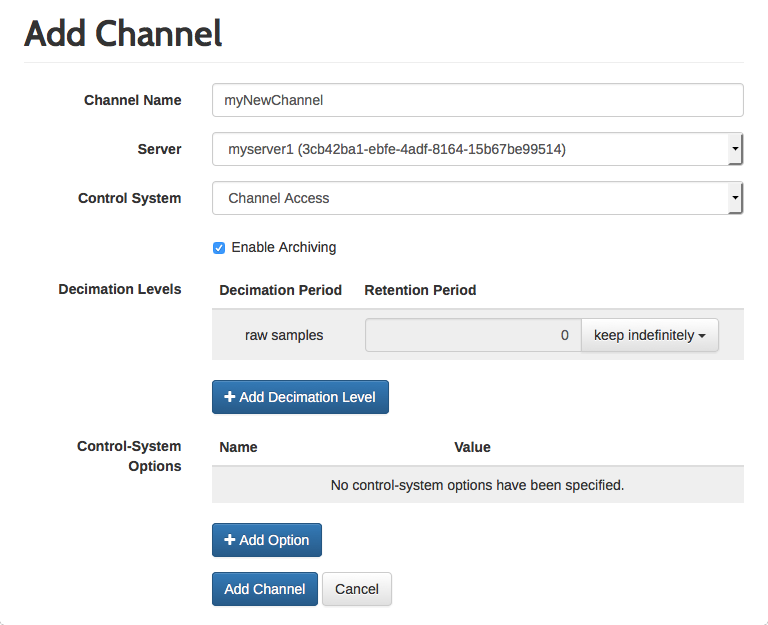 Add Channel
Channel Name myNewChannel
Server myserver1 (3cb42ba1-ebfe-4adf-8164-15b67be99514)
Control System Channel Access
Enable Archiving
Decimation Levels Decimation Period Retention Period
raw samples 0 keep indefinitely
Add Decimation Level
Control-System Name Value
Options
No control-system options have been specified.
Add Option
Add Channel Cancel